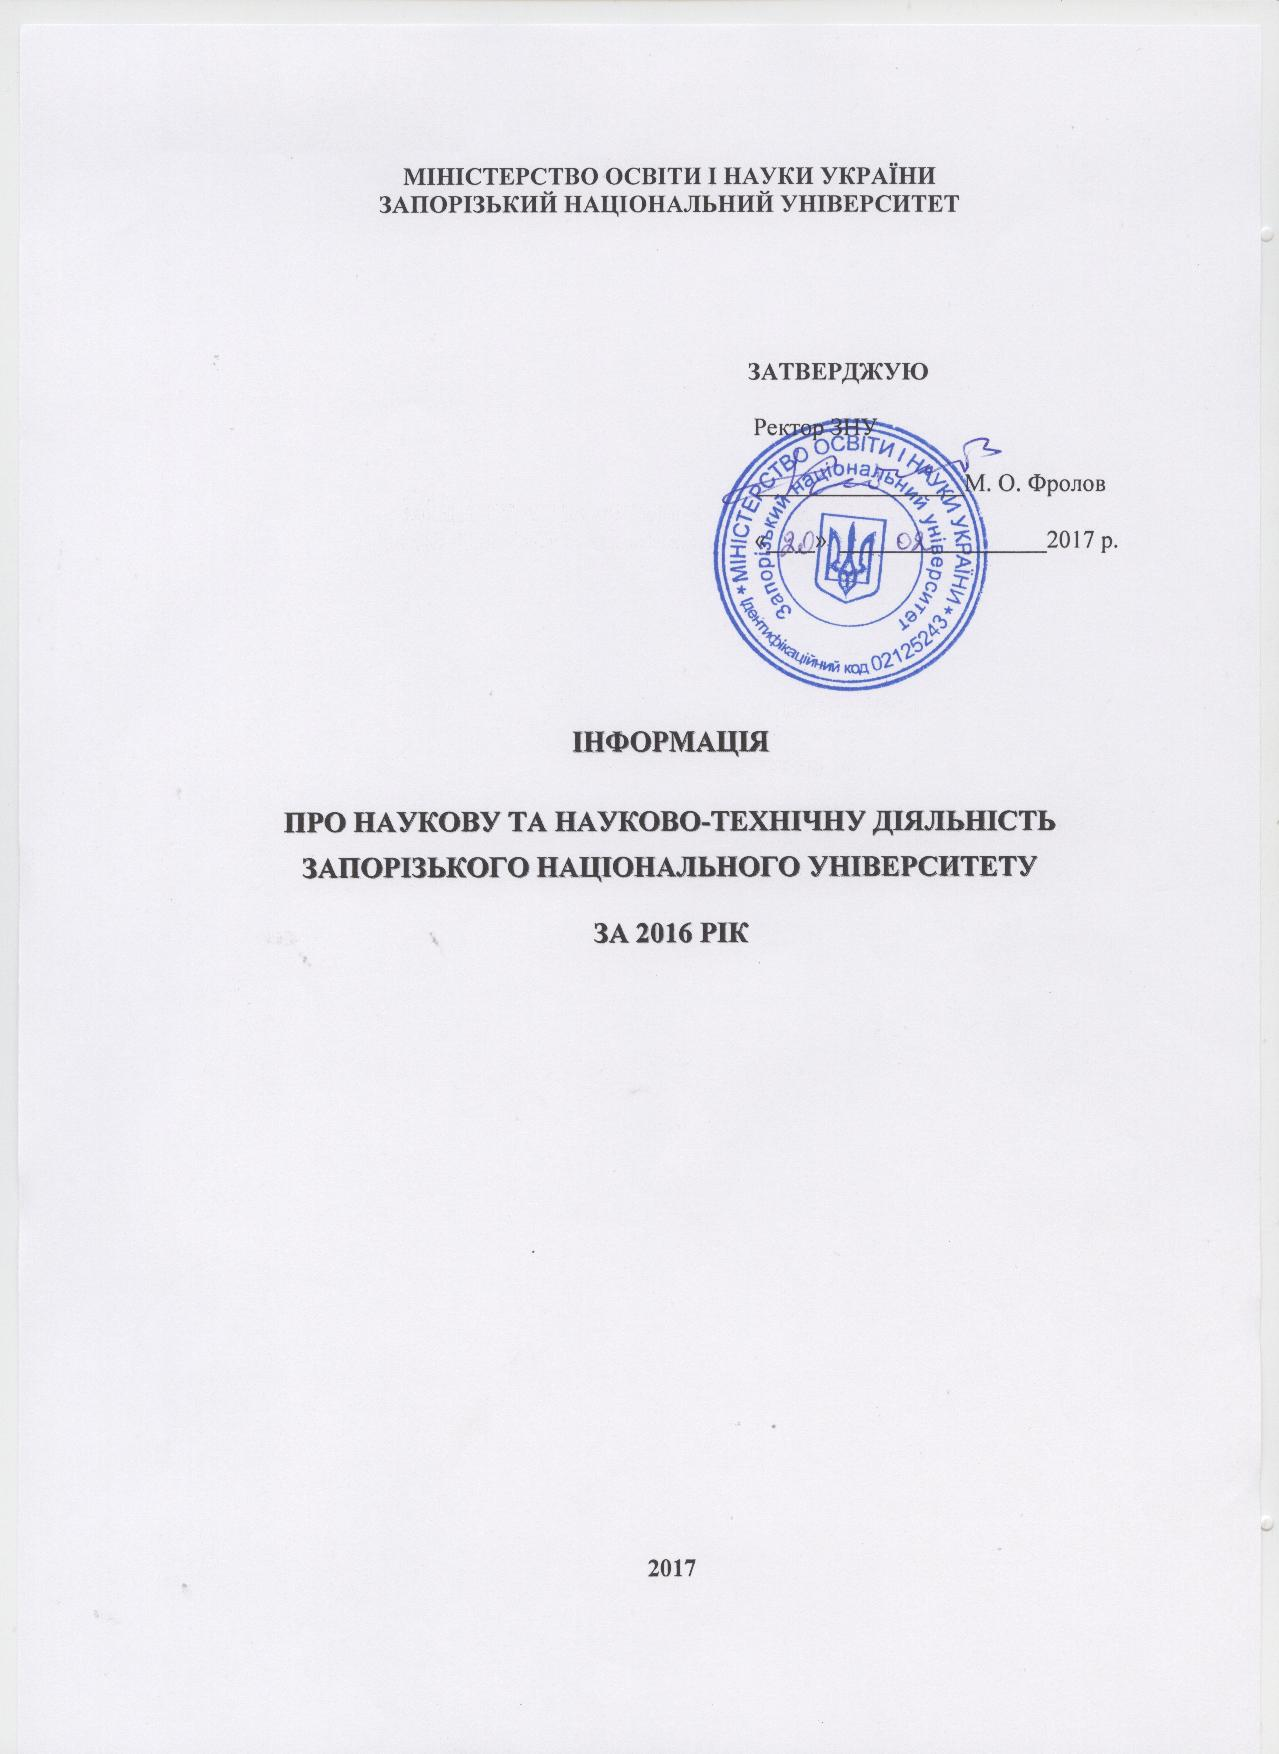 МІНІСТЕРСТВО ОСВІТИ І НАУКИ УКРАЇНИ
ЗАПОРІЗЬКИЙ НАЦІОНАЛЬНИЙ УНІВЕРСИТЕТ
ЗАТВЕРДЖУЮ
Ректор ЗНУ
М. О. Фролов
«20» 02 2017 р.
* МІНІСТЕРСТВО ОСВІТИ І НАУКИ УКРАЇНИ *
Ідентифікаційний код 02125243
Запорізький національний університет
ІНФОРМАЦІЯ
ПРО НАУКОВУ ТА НАУКОВО-ТЕХНІЧНУ ДІЯЛЬНІСТЬ
ЗАПОРІЗЬКОГО НАЦІОНАЛЬНОГО УНІВЕРСИТЕТУ
ЗА 2016 РІК
2017